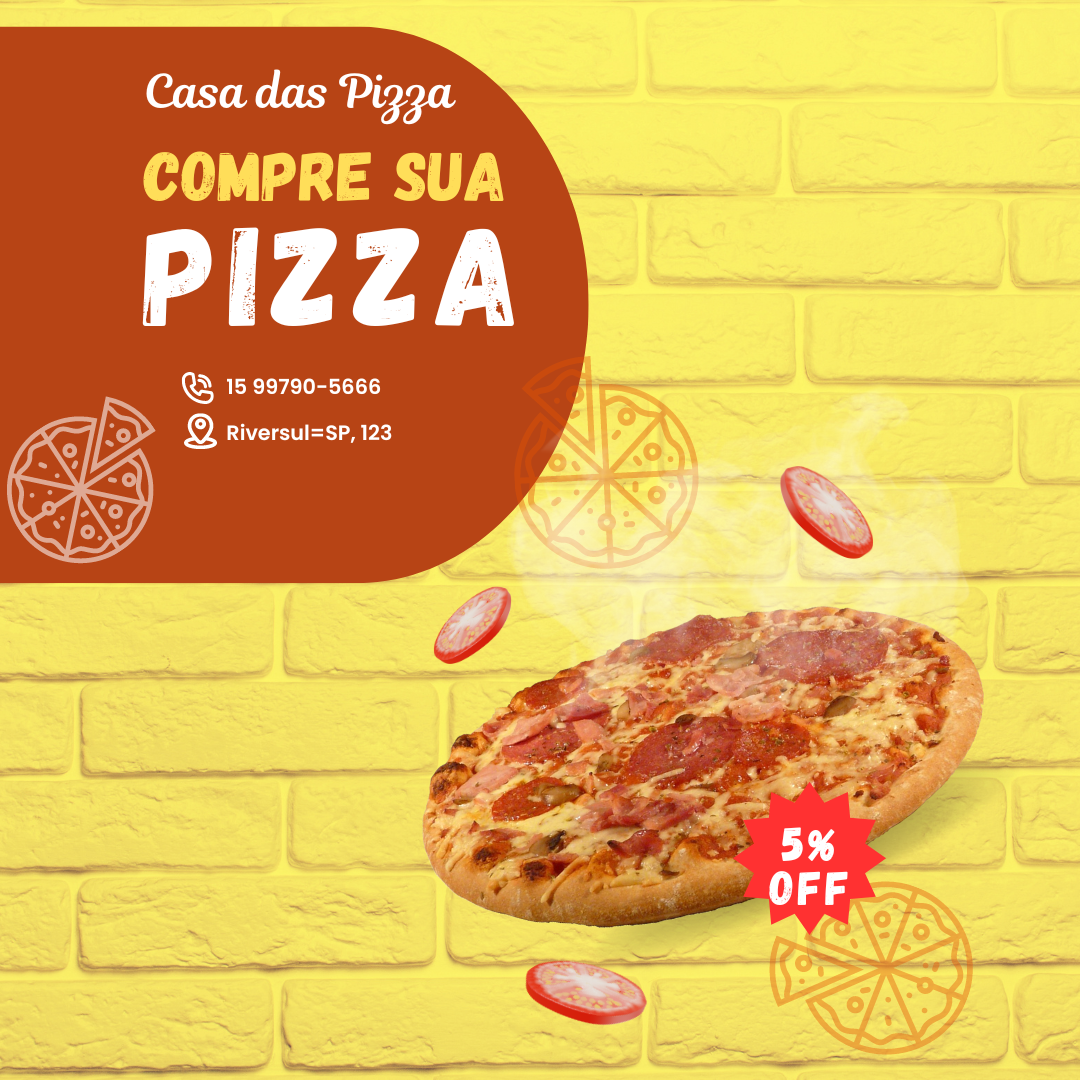 Casa das Pizza
COMPRE SUA
PIZZA
15 99790-5666
Riversul=SP, 123
5%
OFF